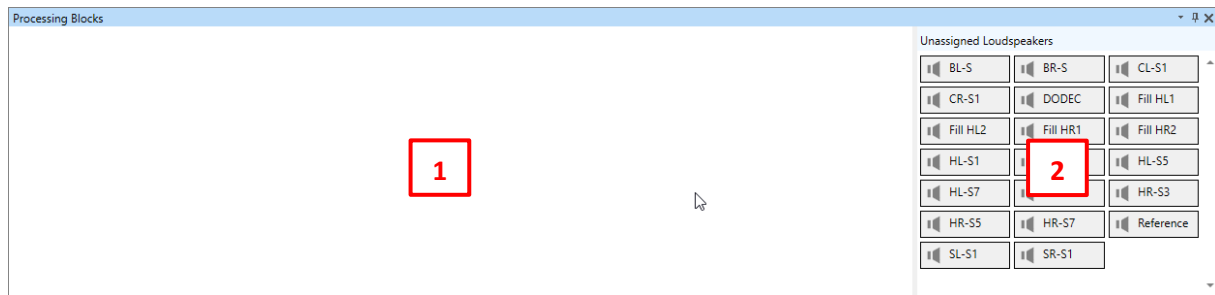 Processing Blocks
Unassigned Loudspeakers
BL-S BR-S CL-S1
CR-S1 DODEC Fill HL1
Fill HL2 Fill HR1 Fill HR2
HL-S1 HL-S5
1 2
HL-S7 HR-S3
HR-S5 HR-S7 Reference
SL-S1 SR-S1